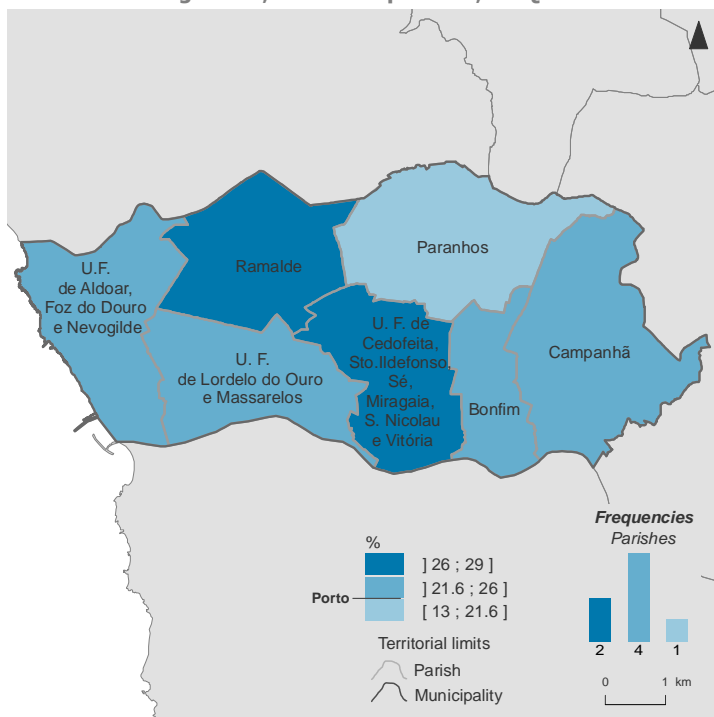 U.F.
de Aldoar,
Foz do Douro
e Nevogilde
Ramalde
Paranhos
U. F.
de Lordelo do Ouro
e Massarelos
U. F. de
Cedofeita,
Sto.Ildefonso,
Sé,
Miragaia,
S. Nicolau
e Vitória
Bonfim
Campanhã
%
] 26 ; 29 ]
] 21.6 ; 26 ]
Porto
[ 13 ; 21.6 ]
Territorial limits
Parish
Municipality
Frequencies
Parishes
2 4 1
0 1 km